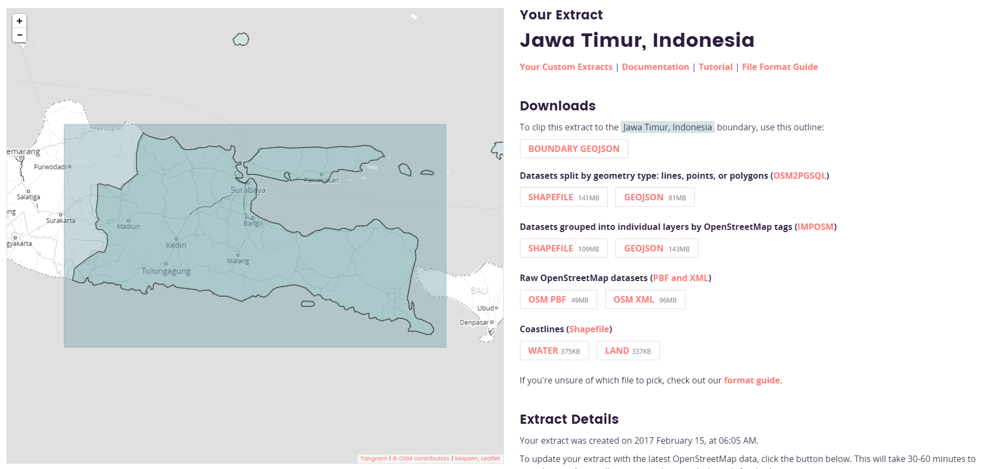 +
−
emarang
Purwodadi
Salatiga
ng
Surakarta
gyakarta
Madiun
Kediri
Tulungagung
Malang
Surabaya
Bangil
Pamekasan
BALI
Ubud
Denpasar
Tangram | © OSM contributors | Mapzen, Leaflet
Your Extract
Jawa Timur, Indonesia
Your Custom Extracts | Documentation | Tutorial | File Format Guide
Downloads
To clip this extract to the Jawa Timur, Indonesia boundary, use this outline:
BOUNDARY GEOJSON
Datasets split by geometry type: lines, points, or polygons (OSM2PGSQL)
SHAPEFILE 141MB GEOJSON 81MB
Datasets grouped into individual layers by OpenStreetMap tags (IMPOSM)
SHAPEFILE 109MB GEOJSON 143MB
Raw OpenStreetMap datasets (PBF and XML)
OSM PBF 49MB OSM XML 96MB
Coastlines (Shapefile)
WATER 375KB LAND 337KB
If you're unsure of which file to pick, check out our format guide.
Extract Details
Your extract was created on 2017 February 15, at 06:05 AM.
To update your extract with the latest OpenStreetMap data, click the button below. This will take 30-60 minutes to